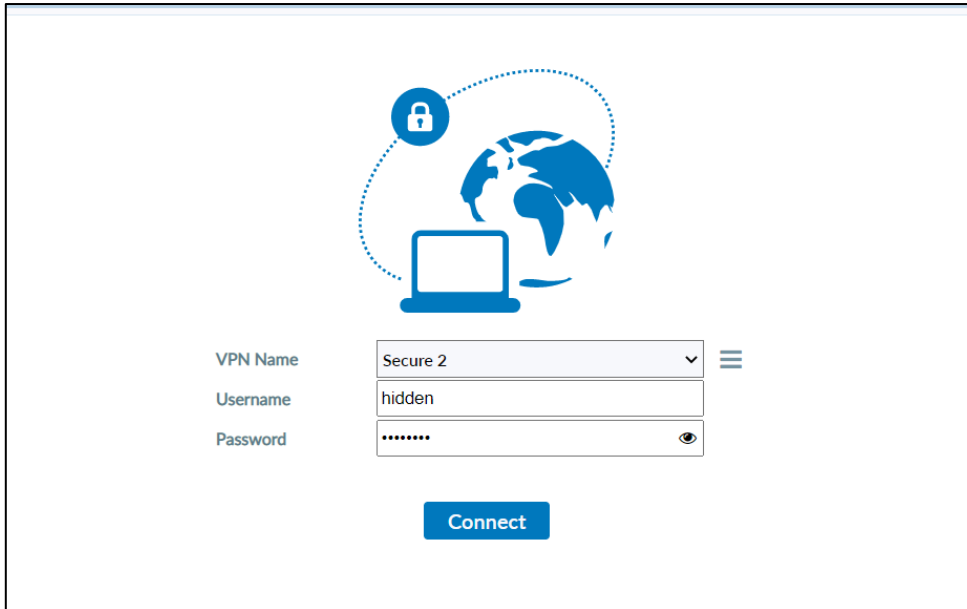 VPN Name Secure 2
Username hidden
Password ••••••••
Connect